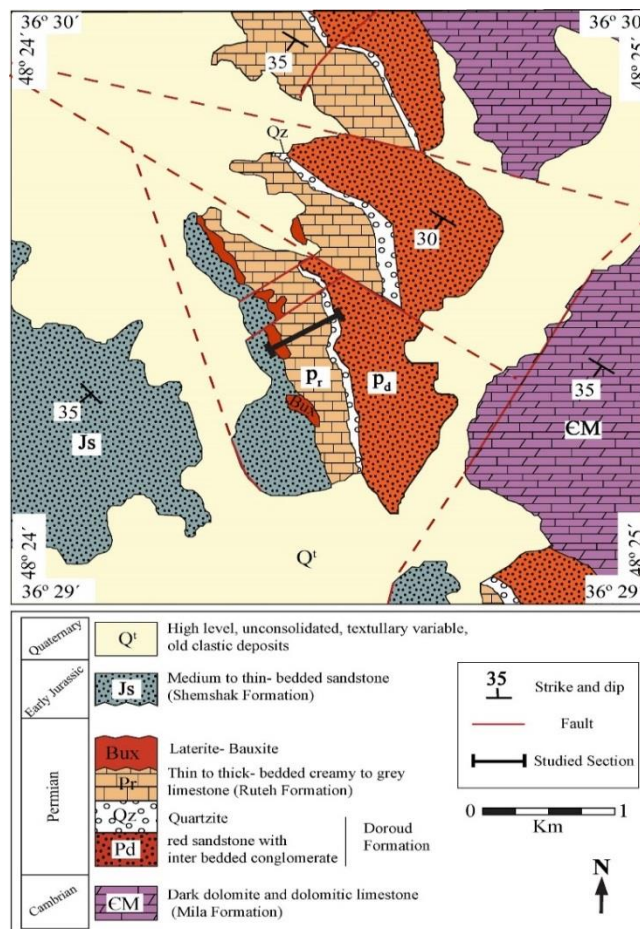 36º 30´
36º 30´
48º 24´
48º 25´
35
Qz
30
Pr
Pd
35
Js
35
ЄM
Bux
Qᵗ
48º 24´
48º 25´
36º 29´
36º 29´
Quaternary
Qᵗ
High level, unconsolidated, textullary variable,
old clastic deposits
Early Jurassic
Js
Medium to thin- bedded sandstone
(Shemshak Formation)
Permian
Bux
Laterite- Bauxite
Pr
Thin to thick- bedded creamy to grey
limestone (Ruteh Formation)
Qz
Quartzite
Pd
red sandstone with
inter bedded conglomerate
Doroud
Formation
Cambrian
ЄM
Dark dolomite and dolomitic limestone
(Mila Formation)
35
Strike and dip
Fault
Studied Section
0 1
Km
N